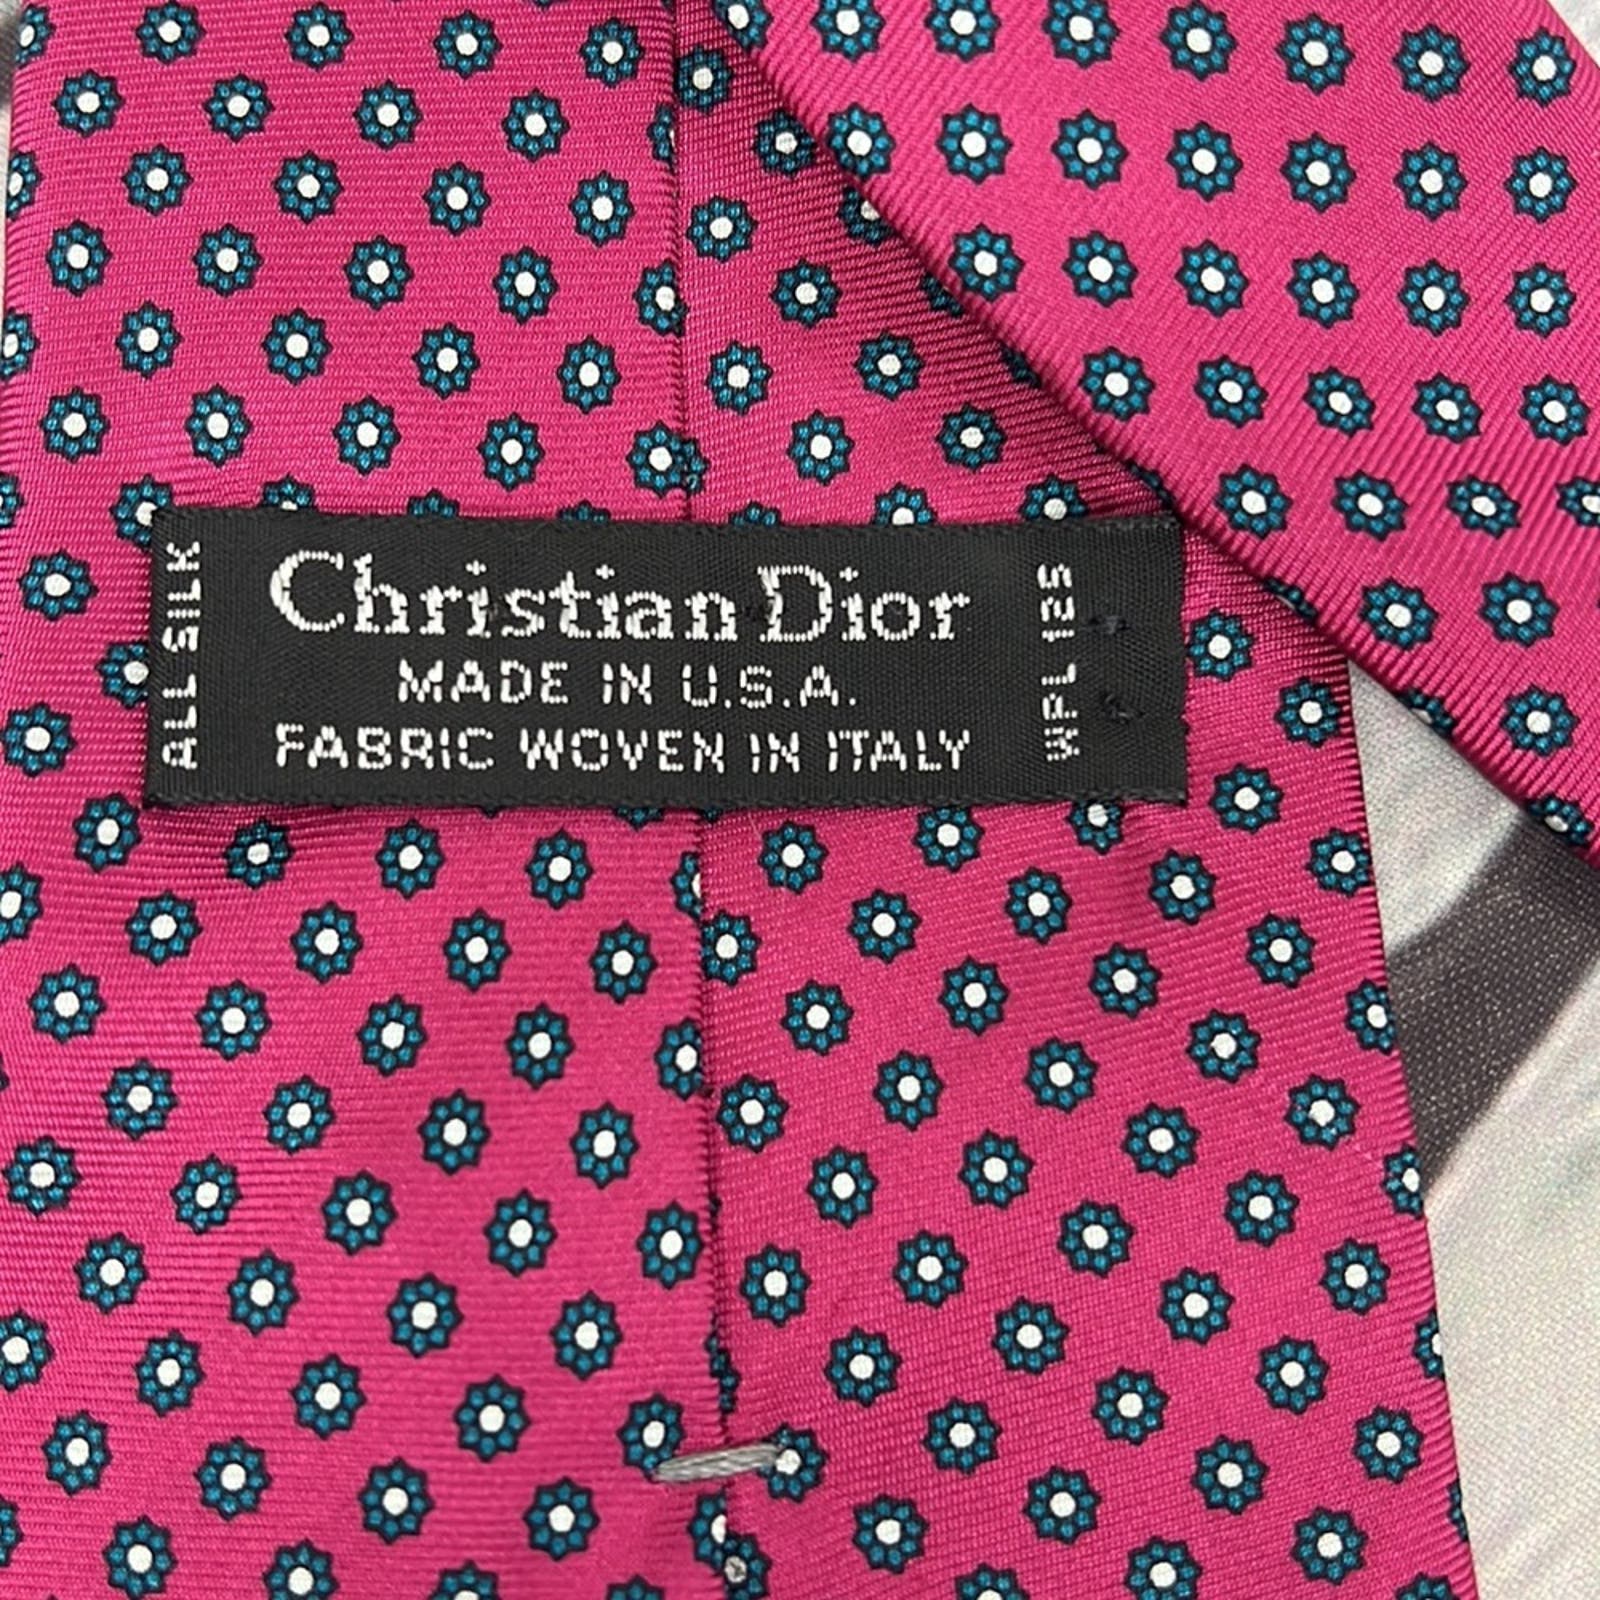 ALL SILK
Christian Dior
MADE IN U.S.A.
FABRIC WOVEN IN ITALY
WPL 125